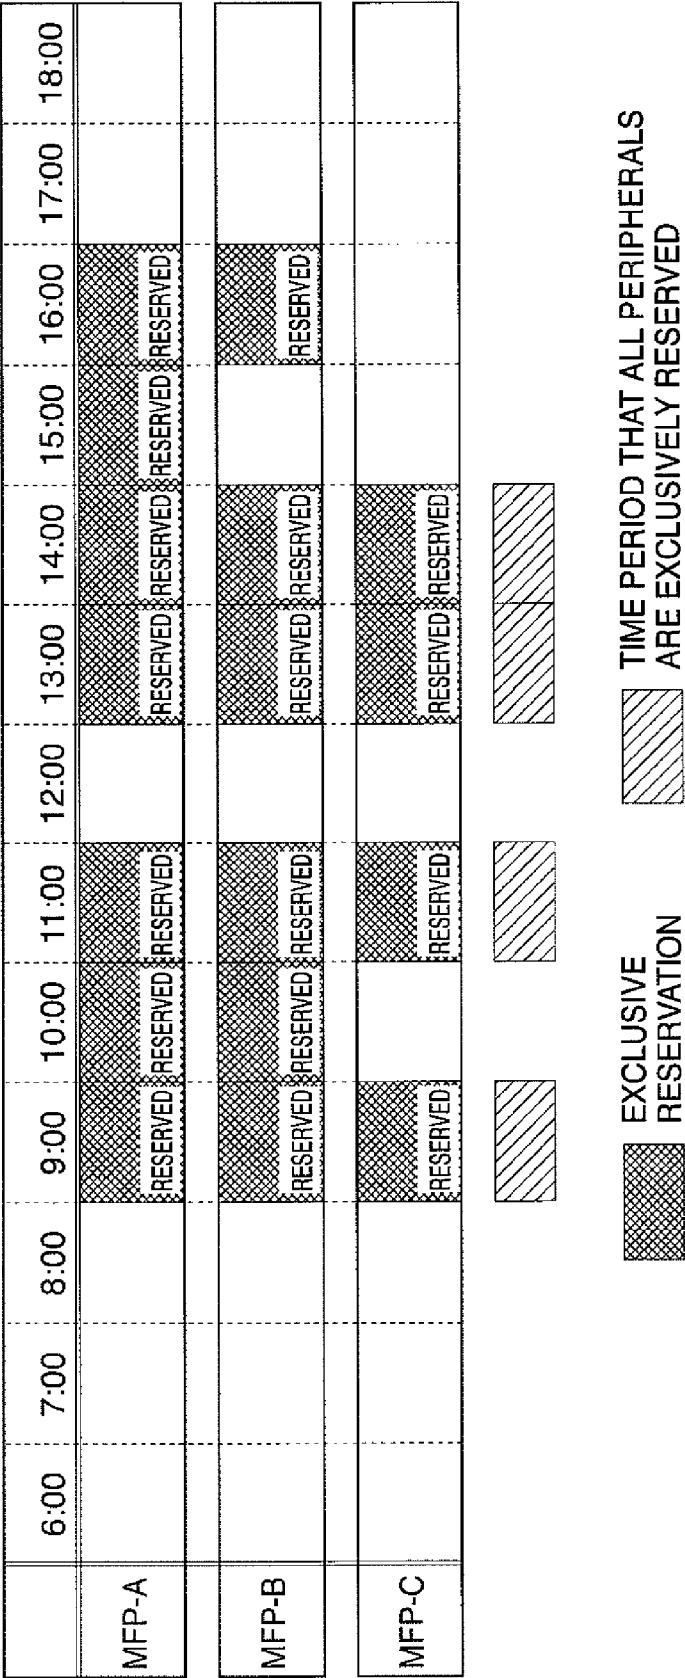 6:00 7:00 8:00 9:00 10:00 11:00 12:00 13:00 14:00 15:00 16:00 17:00 18:00
MFP-A RESERVED RESERVED RESERVED RESERVED RESERVED RESERVED RESERVED
MFP-B RESERVED RESERVED RESERVED RESERVED RESERVED RESERVED
MFP-C RESERVED RESERVED RESERVED RESERVED
EXCLUSIVE
RESERVATION
TIME PERIOD THAT ALL PERIPHERALS
ARE EXCLUSIVELY RESERVED